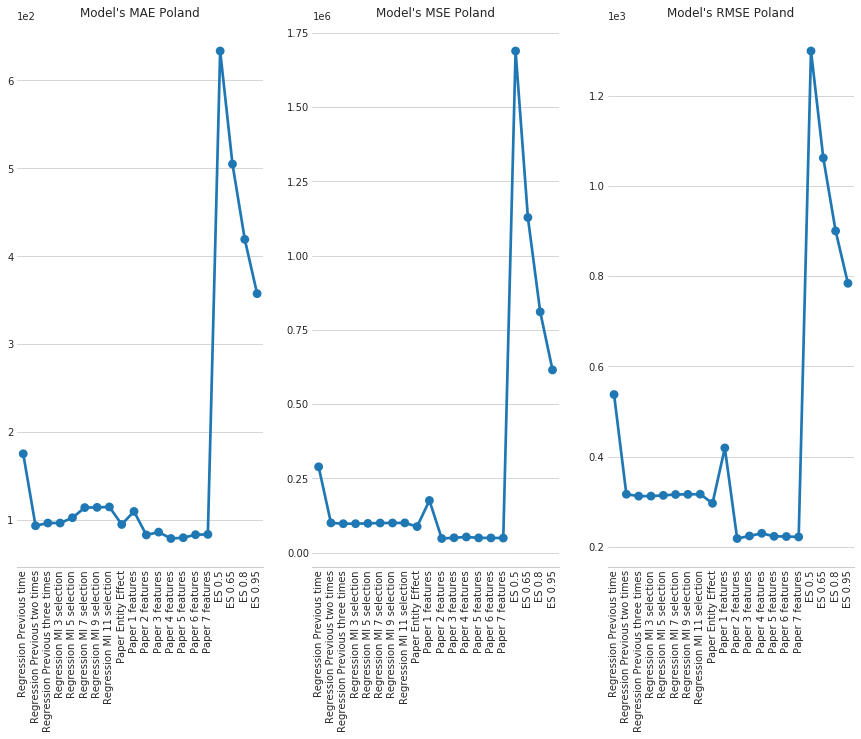 Model's MAE Poland
1e2
6
5
4
3
2
1
Regression Previous time
Regression Previous two times
Regression Previous three times
Regression MI 3 selection
Regression MI 5 selection
Regression MI 7 selection
Regression MI 9 selection
Regression MI 11 selection
Paper Entity Effect
Paper 1 features
Paper 2 features
Paper 3 features
Paper 4 features
Paper 5 features
Paper 6 features
Paper 7 features
ES 0.5
ES 0.65
ES 0.8
ES 0.95
Model's MSE Poland
1e6
1.75
1.50
1.25
1.00
0.75
0.50
0.25
0.00
Regression Previous time
Regression Previous two times
Regression Previous three times
Regression MI 3 selection
Regression MI 5 selection
Regression MI 7 selection
Regression MI 9 selection
Regression MI 11 selection
Paper Entity Effect
Paper 1 features
Paper 2 features
Paper 3 features
Paper 4 features
Paper 5 features
Paper 6 features
Paper 7 features
ES 0.5
ES 0.65
ES 0.8
ES 0.95
Model's RMSE Poland
1e3
1.2
1.0
0.8
0.6
0.4
0.2
Regression Previous time
Regression Previous two times
Regression Previous three times
Regression MI 3 selection
Regression MI 5 selection
Regression MI 7 selection
Regression MI 9 selection
Regression MI 11 selection
Paper Entity Effect
Paper 1 features
Paper 2 features
Paper 3 features
Paper 4 features
Paper 5 features
Paper 6 features
Paper 7 features
ES 0.5
ES 0.65
ES 0.8
ES 0.95